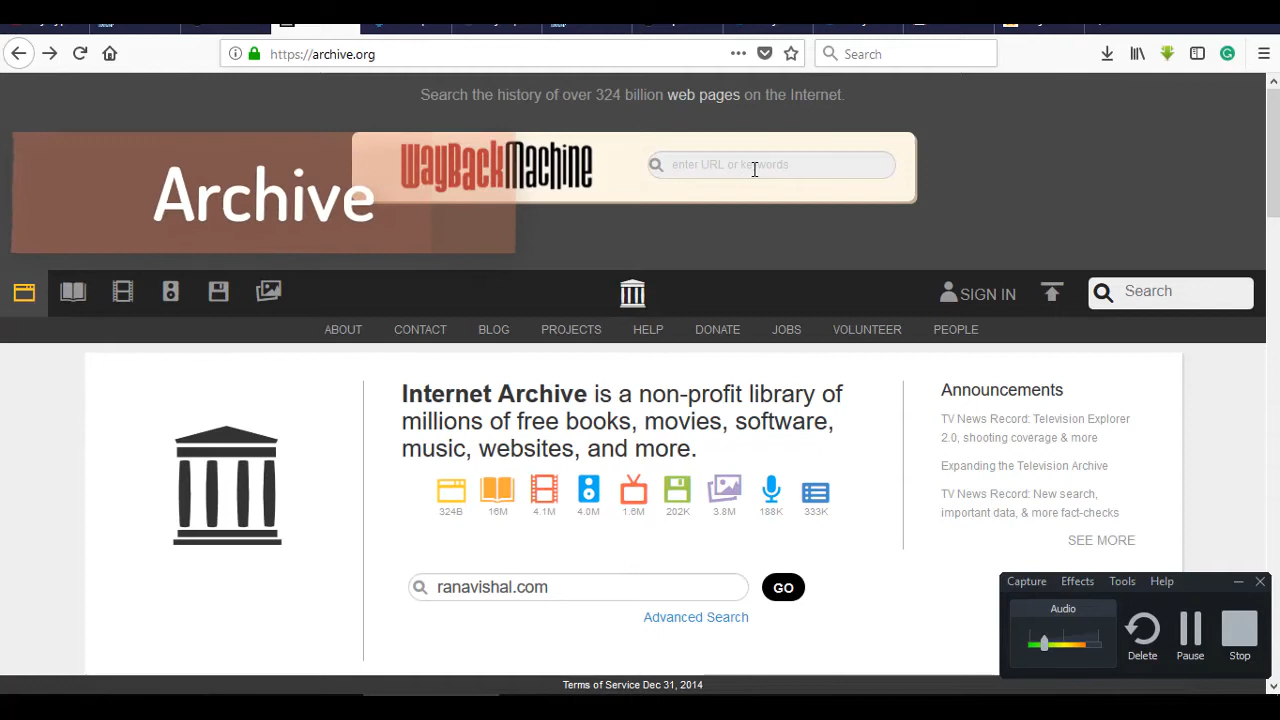 https://archive.org
Search
Search the history of over 324 billion web pages on the Internet.
Archive
WayBackMachine
enter URL or keywords
SIGN IN
Search
ABOUT CONTACT BLOG PROJECTS HELP DONATE JOBS VOLUNTEER PEOPLE
Internet Archive is a non-profit library of
millions of free books, movies, software,
music, websites, and more.
324B 16M 4.1M 4.0M 1.6M 202K 3.8M 188K 333K
ranavishal.com
GO
Advanced Search
Announcements
TV News Record: Television Explorer
2.0, shooting coverage & more
Expanding the Television Archive
TV News Record: New search,
important data, & more fact-checks
SEE MORE
Capture Effects Tools Help
Audio
Delete Pause Stop
Terms of Service Dec 31, 2014